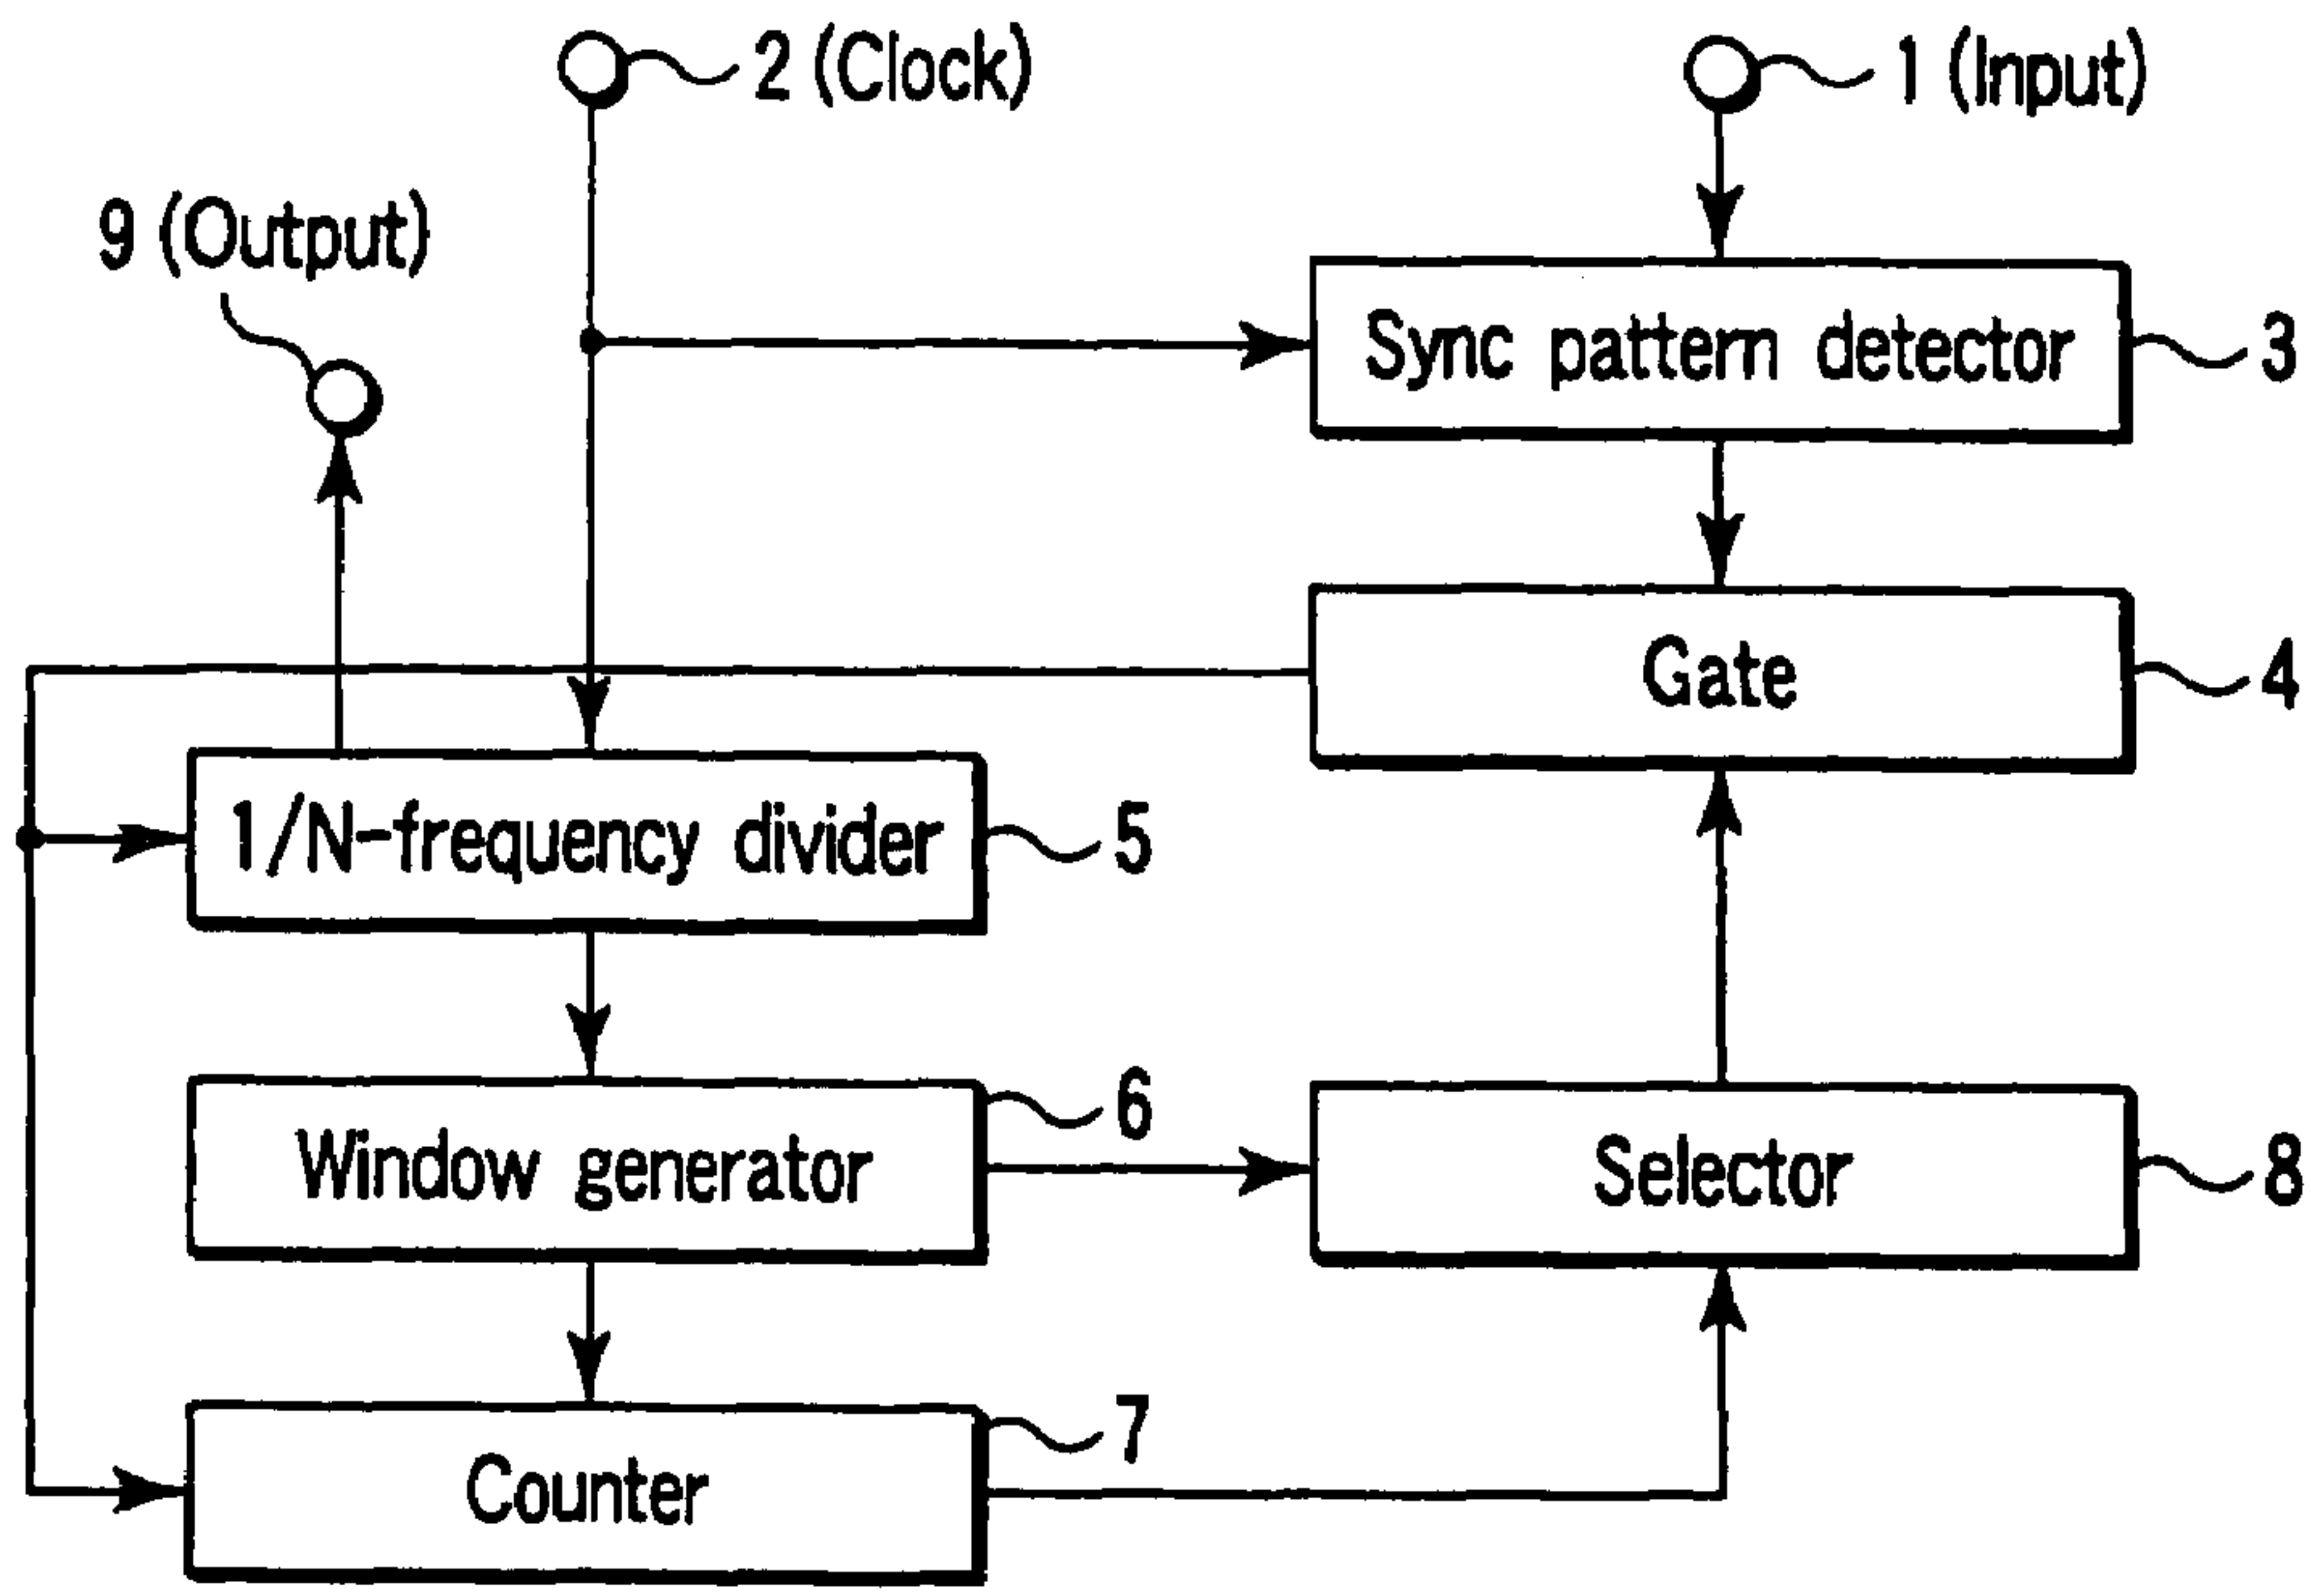 2 (Clock)
1 (Input)
9 (Output)
Sync pattern detector
3
Gate
4
1/N-frequency divider
5
Window generator
6
Selector
8
Counter
7